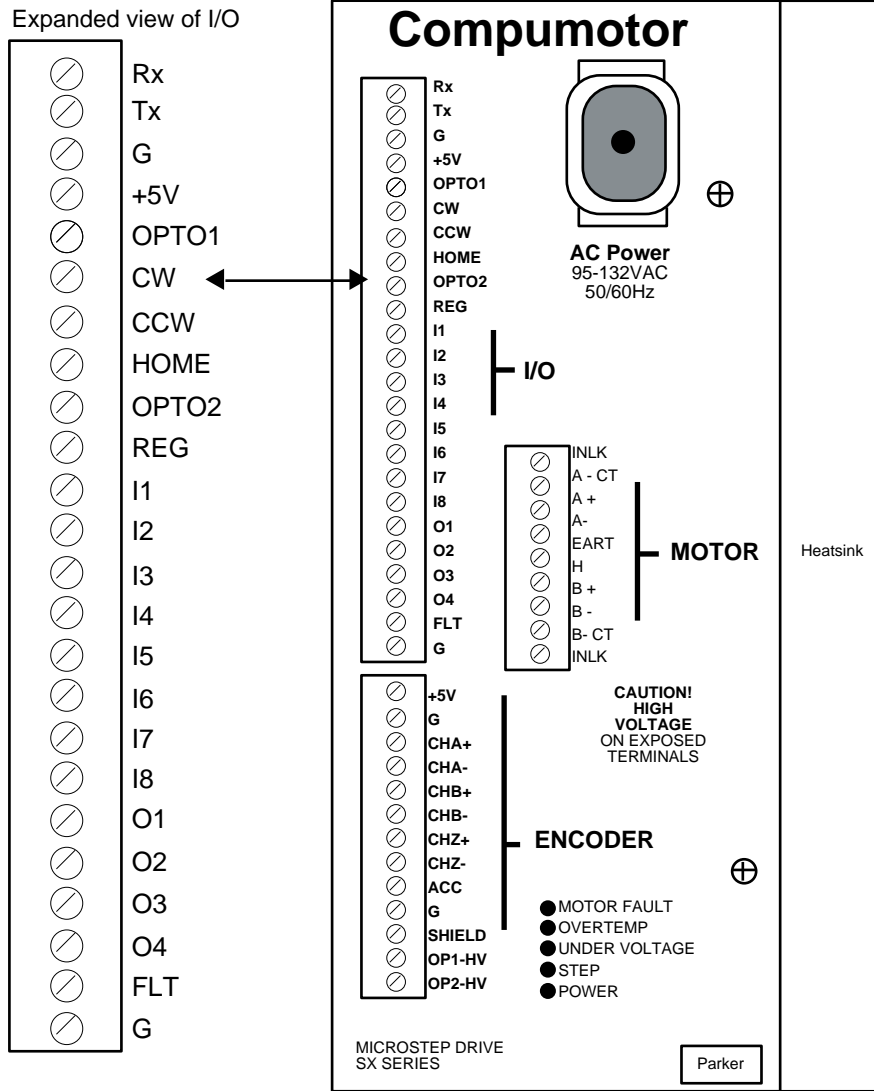 Expanded view of I/O
Rx
Tx
G
+5V
OPTO1
CW
CCW
HOME
OPTO2
REG
I1
I2
I3
I4
I5
I6
I7
I8
O1
O2
O3
O4
FLT
G
Compumotor
Rx
Tx
G
+5V
OPTO1
CW
CCW
HOME
OPTO2
REG
I1
I2
I3
I4
I5
I6
I7
I8
O1
O2
O3
O4
FLT
G
I/O
AC Power
95-132VAC
50/60Hz
INLK
A - CT
A +
A-
EART
H
B +
B -
B- CT
INLK
MOTOR
CAUTION!
HIGH
VOLTAGE
ON EXPOSED
TERMINALS
+5V
G
CHA+
CHA-
CHB+
CHB-
CHZ+
CHZ-
ACC
G
SHIELD
OP1-HV
OP2-HV
ENCODER
MOTOR FAULT
OVERTEMP
UNDER VOLTAGE
STEP
POWER
MICROSTEP DRIVE
SX SERIES
Parker
Heatsink